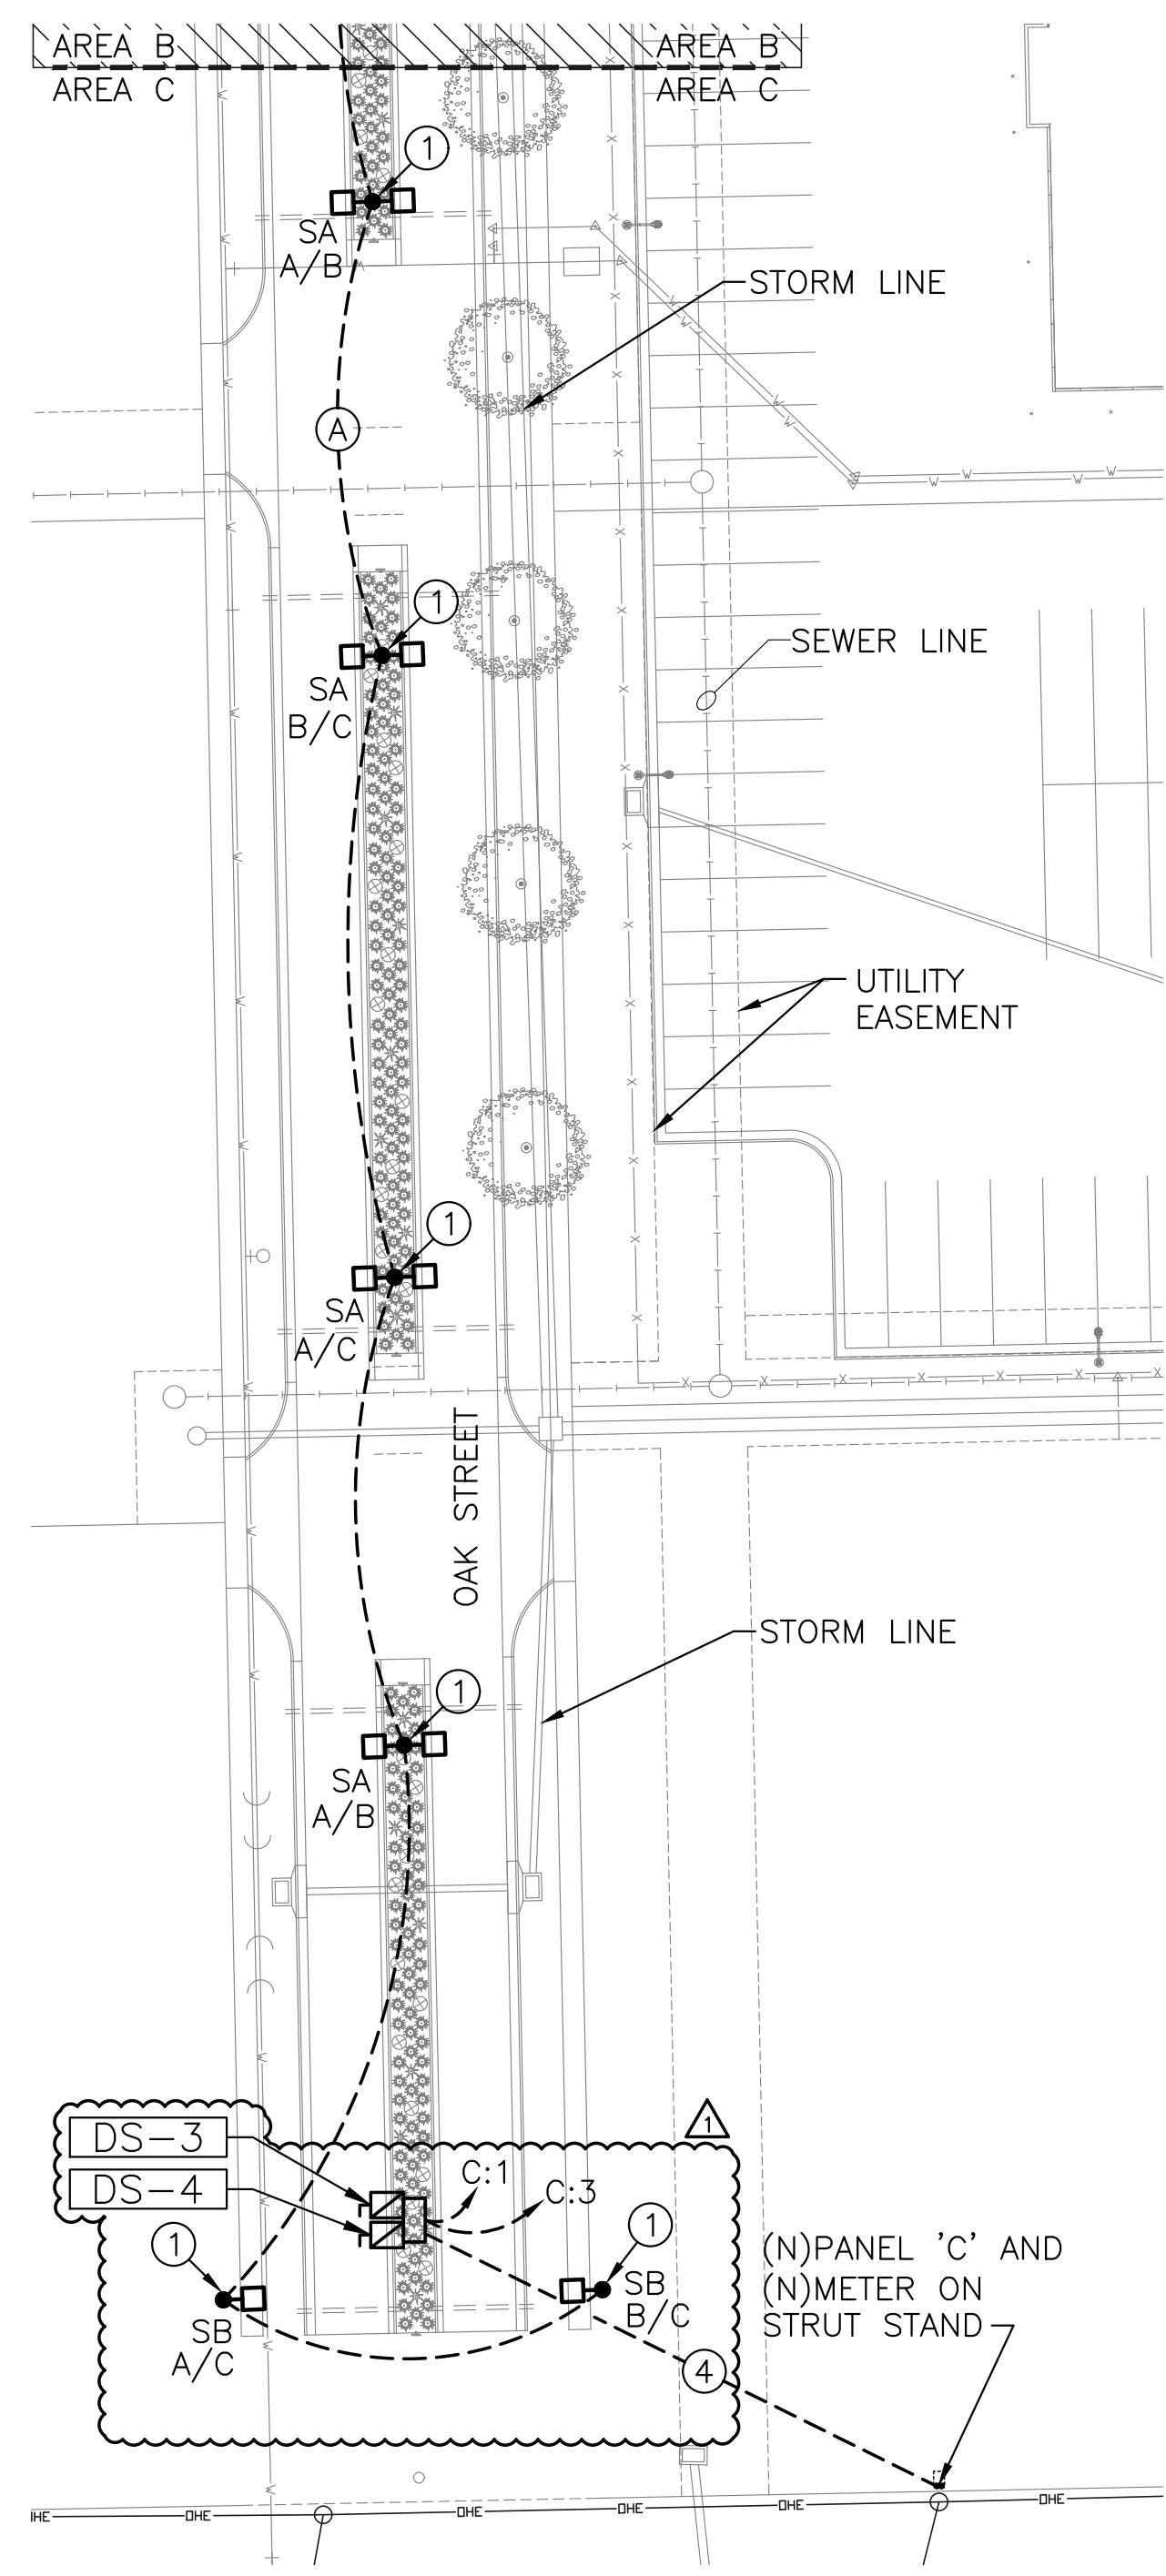 AREA B
AREA B
AREA C
AREA C
1
SA
A/B
STORM LINE
A
W
W
W
W
W
W
W
W
1
SEWER LINE
SA
B/C
UTILITY
EASEMENT
1
SA
A/C
OAK STREET
STORM LINE
1
SA
A/B
1
DS-3
DS-4
C:1
C:3
1
1
SB
A/C
SB
B/C
(N)PANEL 'C' AND
(N)METER ON
STRUT STAND
4
OHE
OHE
OHE
OHE
OHE